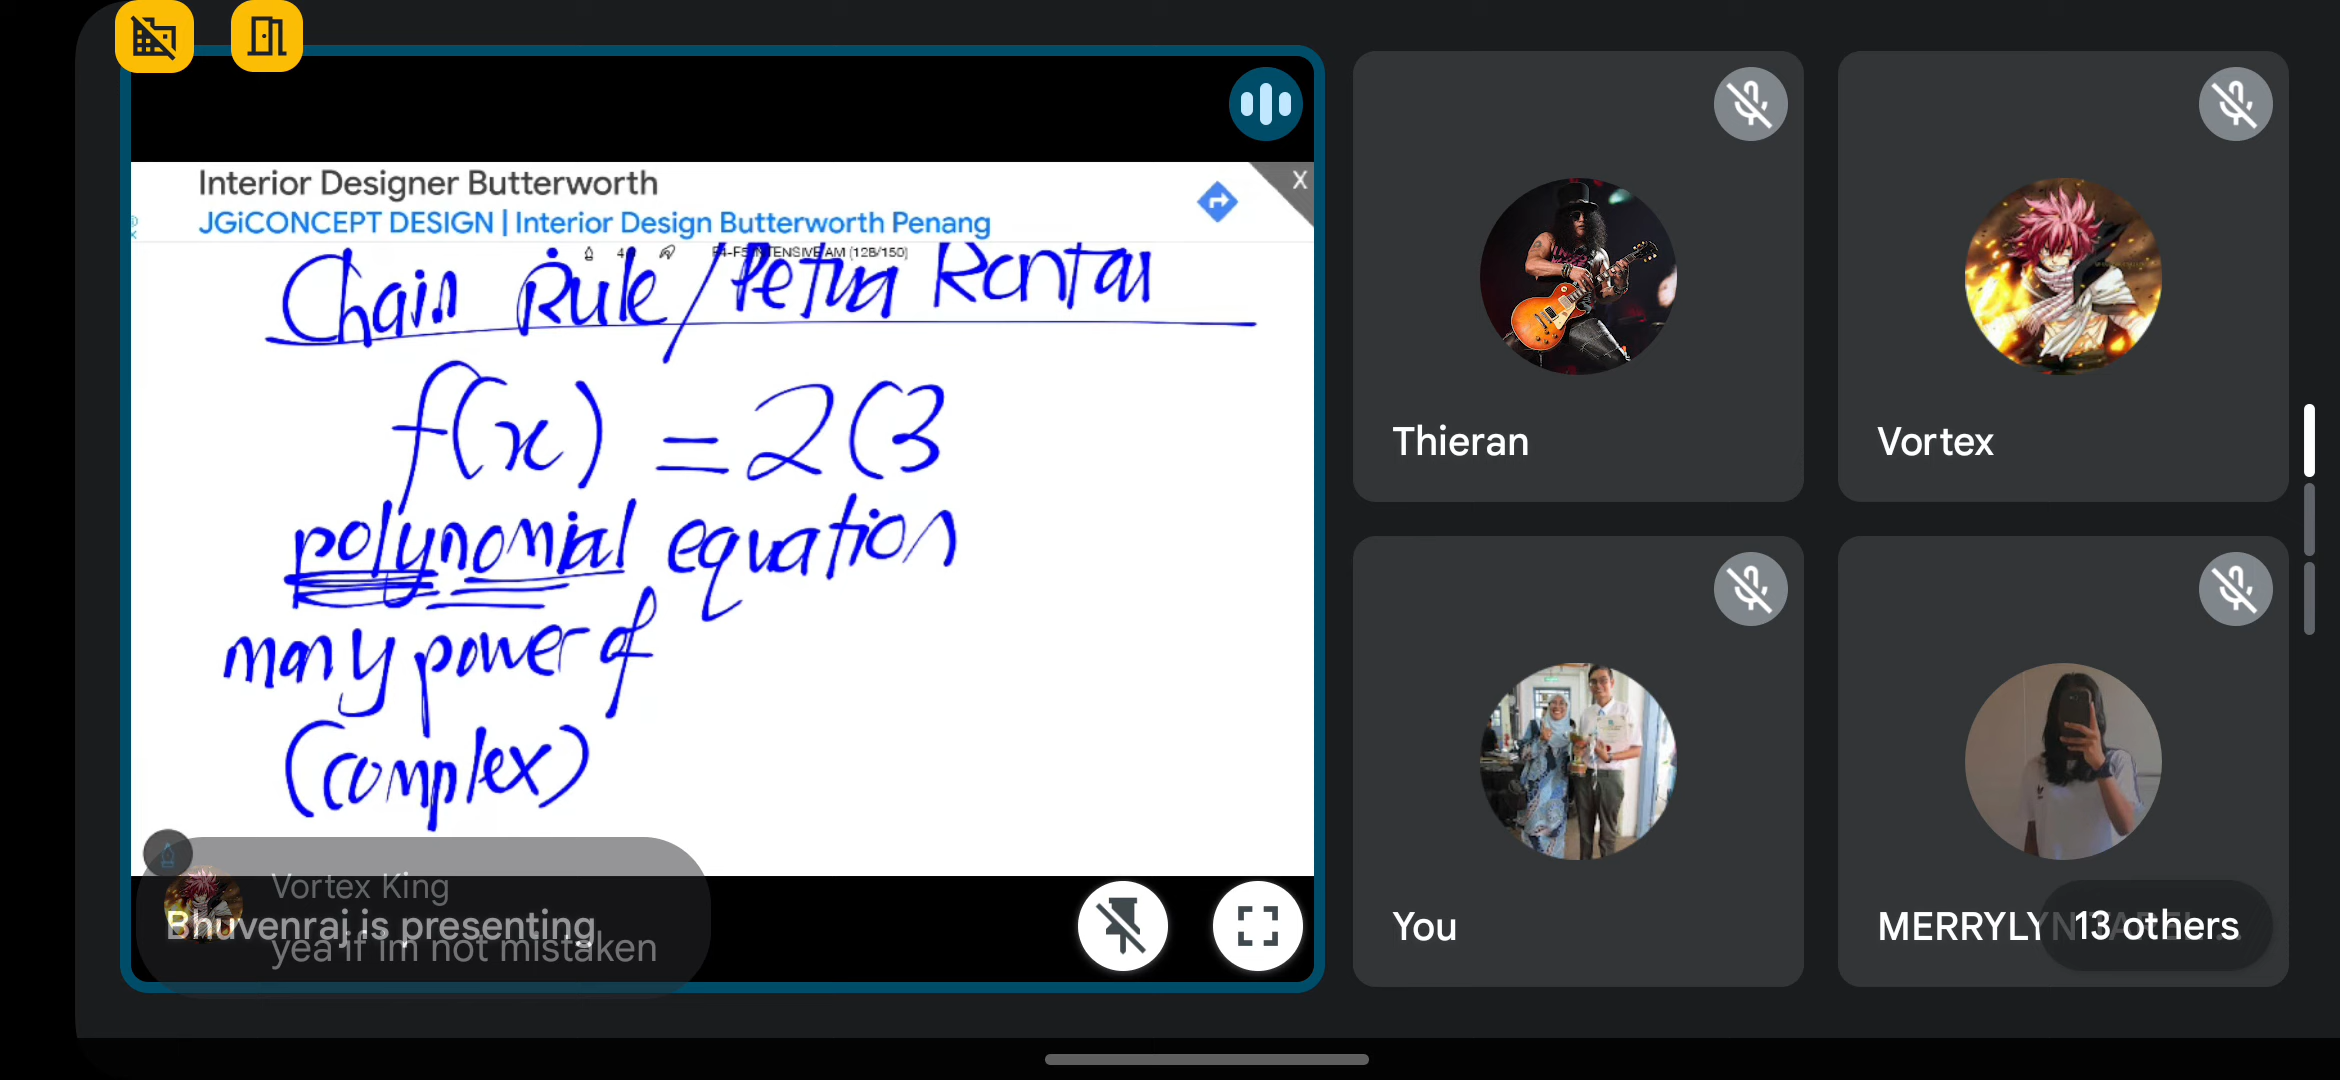 Interior Designer Butterworth
X
JGiCONCEPT DESIGN | Interior Design Butterworth Penang
Chain Rule / Petua Rantai
f(x) = 2(3
polynomial equation
many power of
(complex)
Vortex King
Bhuvenraj is presenting
yea if im not mistaken
Thieran
Vortex
You
MERRYLYN
13 others